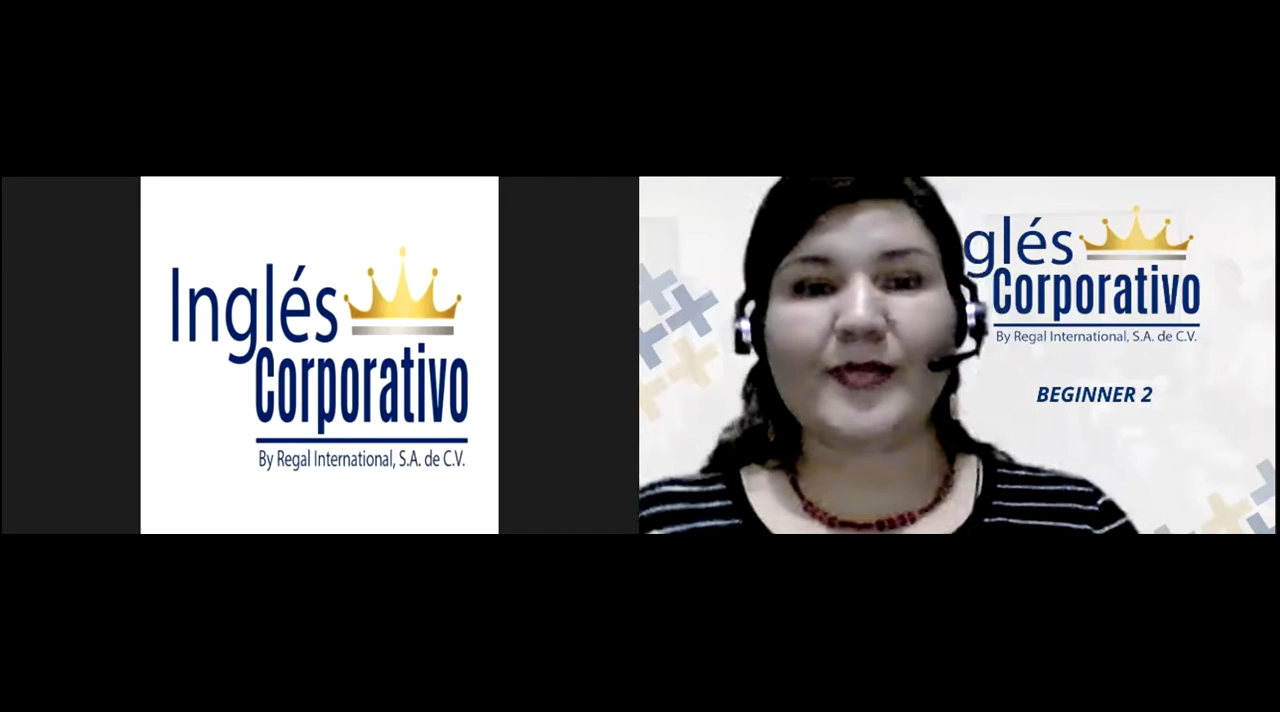 Inglés
Corporativo
By Regal International, S.A. de C.V.
glés
Corporativo
By Regal International, S.A. de C.V.
BEGINNER 2